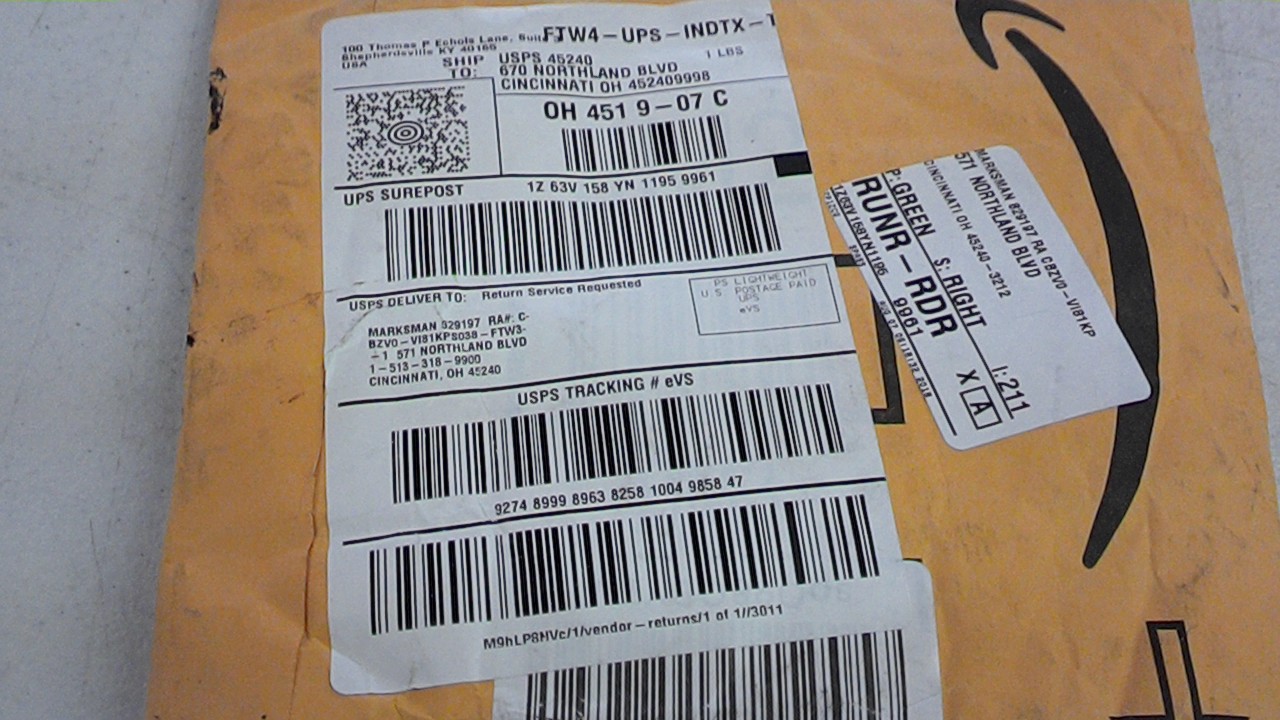 FTW4-UPS-INDTX-T
100 Thomas P Echols Lane,
Shepherdsville KY 40165
USA
1 LBS
SHIP TO:
USPS 45240
670 NORTHLAND BLVD
CINCINNATI OH 452409998
OH 451 9-07 C
UPS SUREPOST
1Z 63V 158 YN 1195 9961
USPS DELIVER TO: Return Service Requested
PS LIGHTWEIGHT
U.S. POSTAGE PAID
UPS
eVS
MARKSMAN 829197 RA#: C-
BZV0-VI81KPS038-FTW3-
-1 571 NORTHLAND BLVD
1-513-318-9900
CINCINNATI, OH 45240
USPS TRACKING # eVS
9274 8999 8963 8258 1004 9858 47
M9hLP8NVc/1/vendor-returns/1 of 1//3011
MARKSMAN 829197 RA CBZV0-VI81KP
571 NORTHLAND BLVD
CINCINNATI OH 45240-3212
P:GREEN S: RIGHT I:211
RUNR-RDR X A
9961